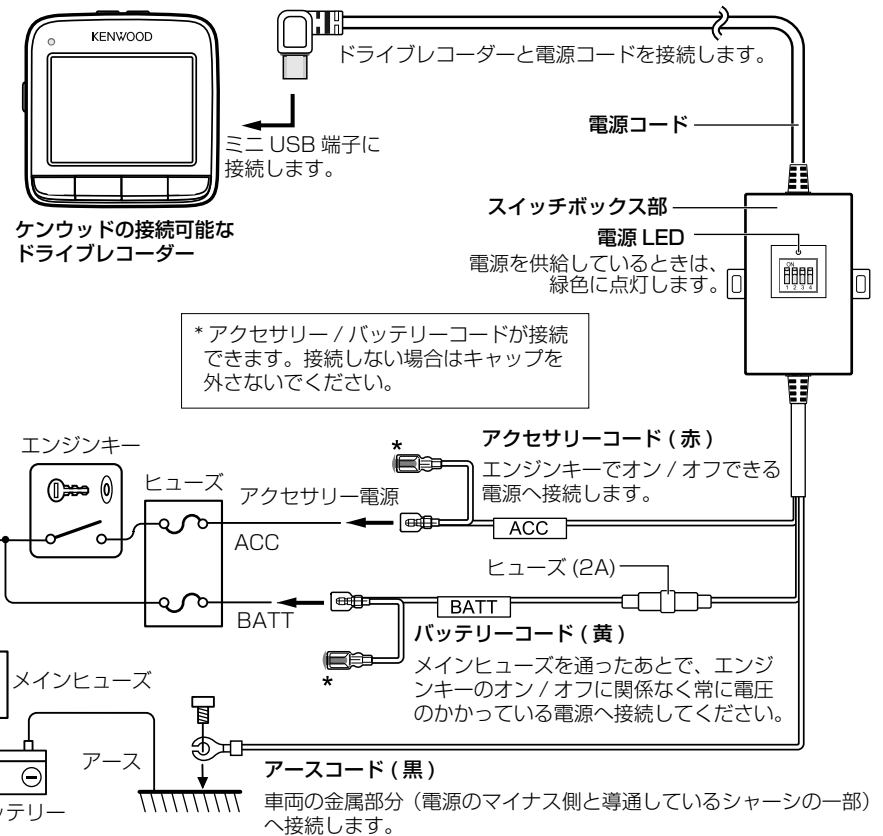 KENWOOD
ドライブレコーダーと電源コードを接続します。
ミニ USB 端子に
接続します。
ケンウッドの接続可能な
ドライブレコーダー
電源コード
スイッチボックス部
電源 LED
電源を供給しているときは、
緑色に点灯します。
ON
1 2 3 4
* アクセサリー / バッテリーコードが接続
できます。接続しない場合はキャップを
外さないでください。
エンジンキー
ヒューズ
アクセサリー電源
ACC
BATT
*
アクセサリーコード ( 赤 )
エンジンキーでオン / オフできる
電源へ接続します。
ACC
ヒューズ (2A)
BATT
バッテリーコード ( 黄 )
*
メインヒューズを通ったあとで、エンジ
ンキーのオン / オフに関係なく常に電圧
のかかっている電源へ接続してください。
メインヒューズ
アース
ッテリー
アースコード ( 黒 )
車両の金属部分（電源のマイナス側と導通しているシャーシの一部）
へ接続します。